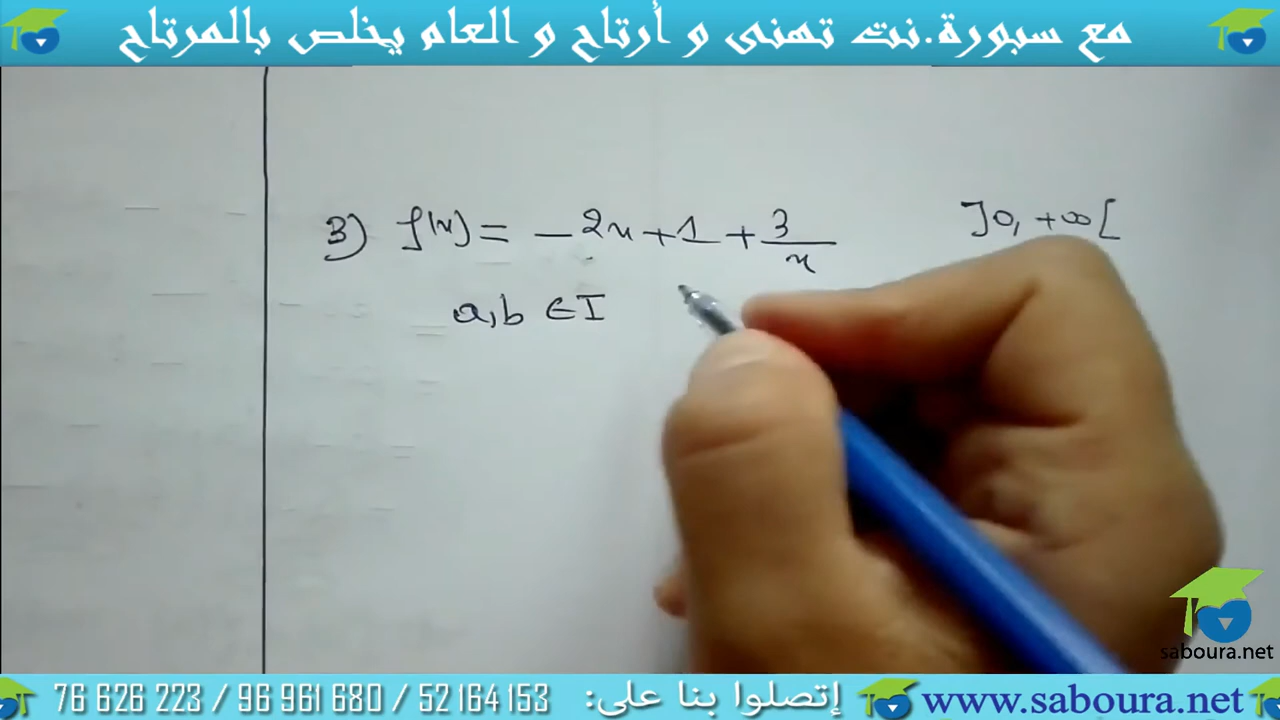 مع سبورة.نت تهنى و أرتاح و العام يخلص بالمرتاح
3) f(x) = -2x + 1 + 3/x ]0, +∞[
a, b ∈ I
saboura.net
76 626 223 / 96 961 680 / 52 164 153 إتصلوا بنا على: www.saboura.net